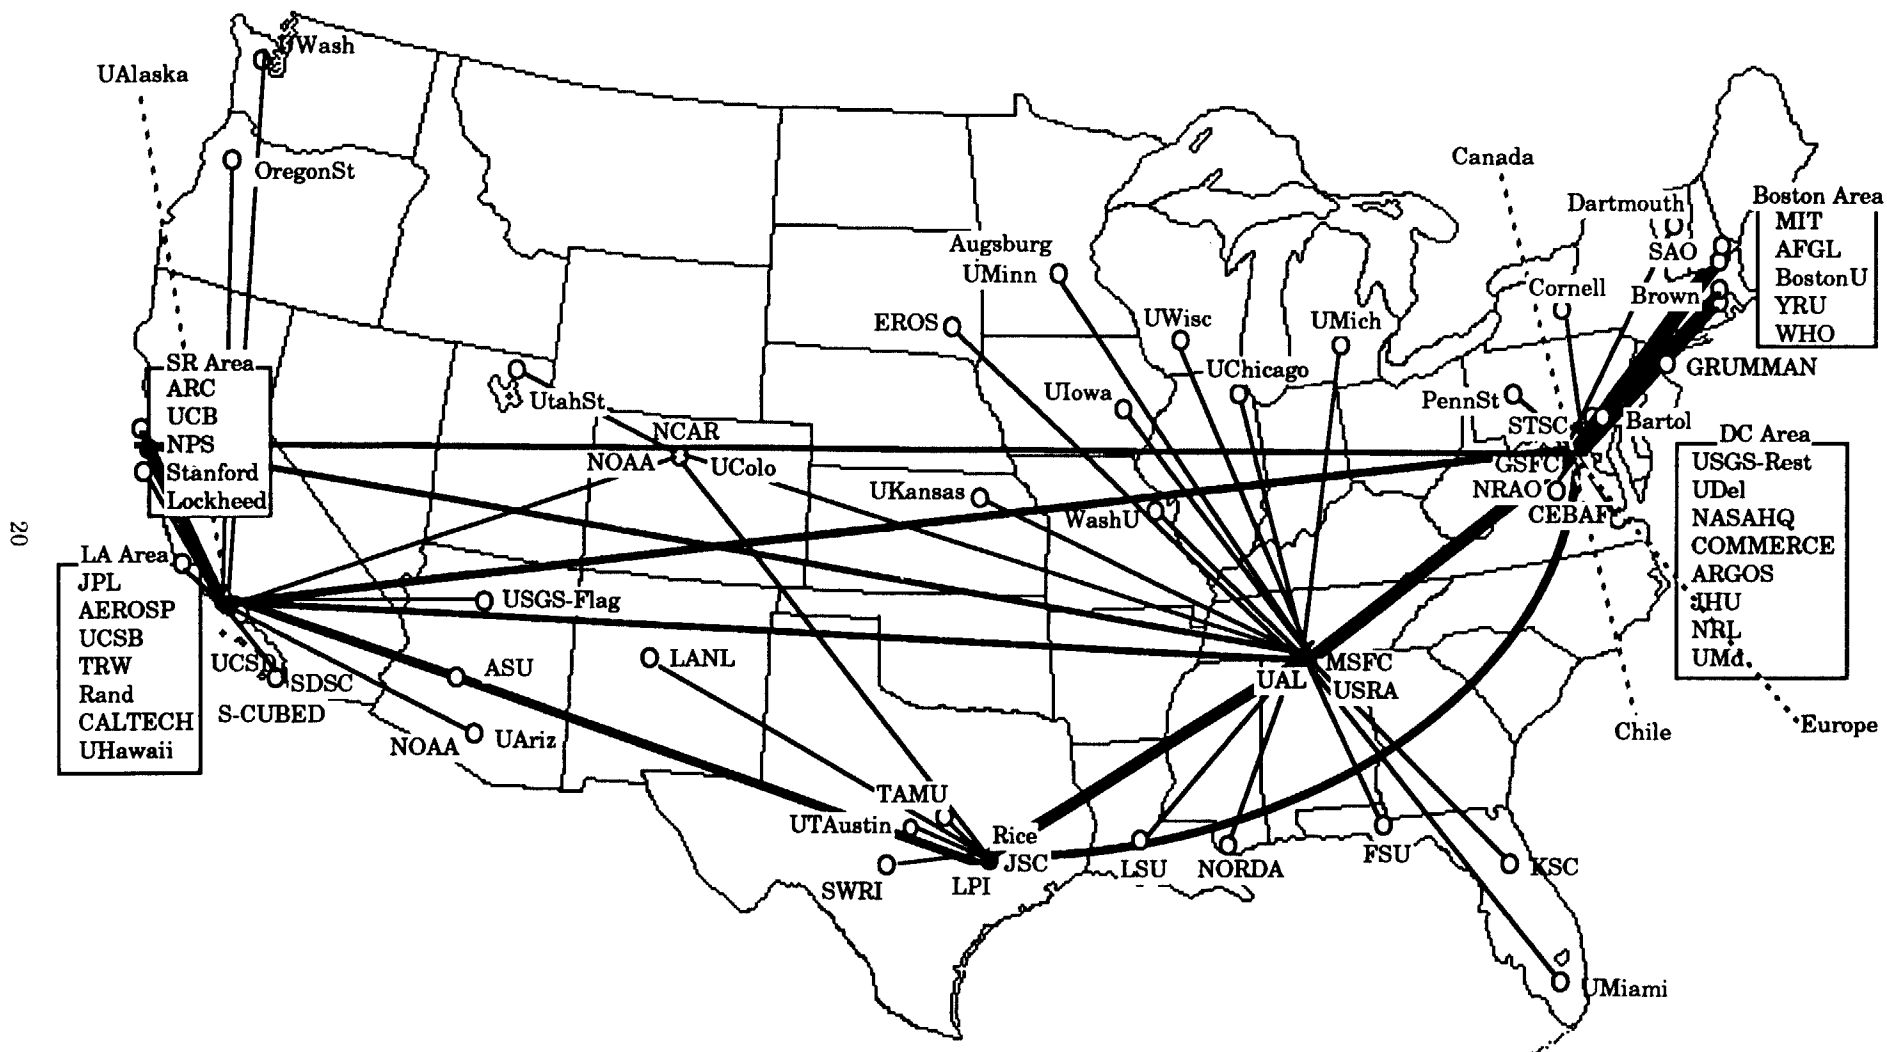 UWash
UAlaska
OregonSt
Canada
Dartmouth
Boston Area
MIT
SAO
AFGL
BostonU
YRU
WHO
Augsburg
UMinn
Cornell
Brown
EROS
UWisc
UMich
SR Area
ARC
UCB
NPS
Stanford
Lockheed
UChicago
GRUMMAN
UtahSt
UIowa
PennSt
STSC
Bartol
NCAR
NOAA
UColo
DC Area
USGS-Rest
UDel
NASAHQ
COMMERCE
ARGOS
JHU
NRL
UMd
GSFC
UKansas
NRAO
WashU
CEBAF
20
LA Area
JPL
AEROSP
UCSB
TRW
Rand
CALTECH
UHawaii
USGS-Flag
UCSD
SDSC
S-CUBED
ASU
LANL
MSFC
UAL
USRA
NOAA
UAriz
Chile
Europe
TAMU
UTAustin
Rice
JSC
SWRI
LPI
LSU
NORDA
FSU
KSC
UMiami